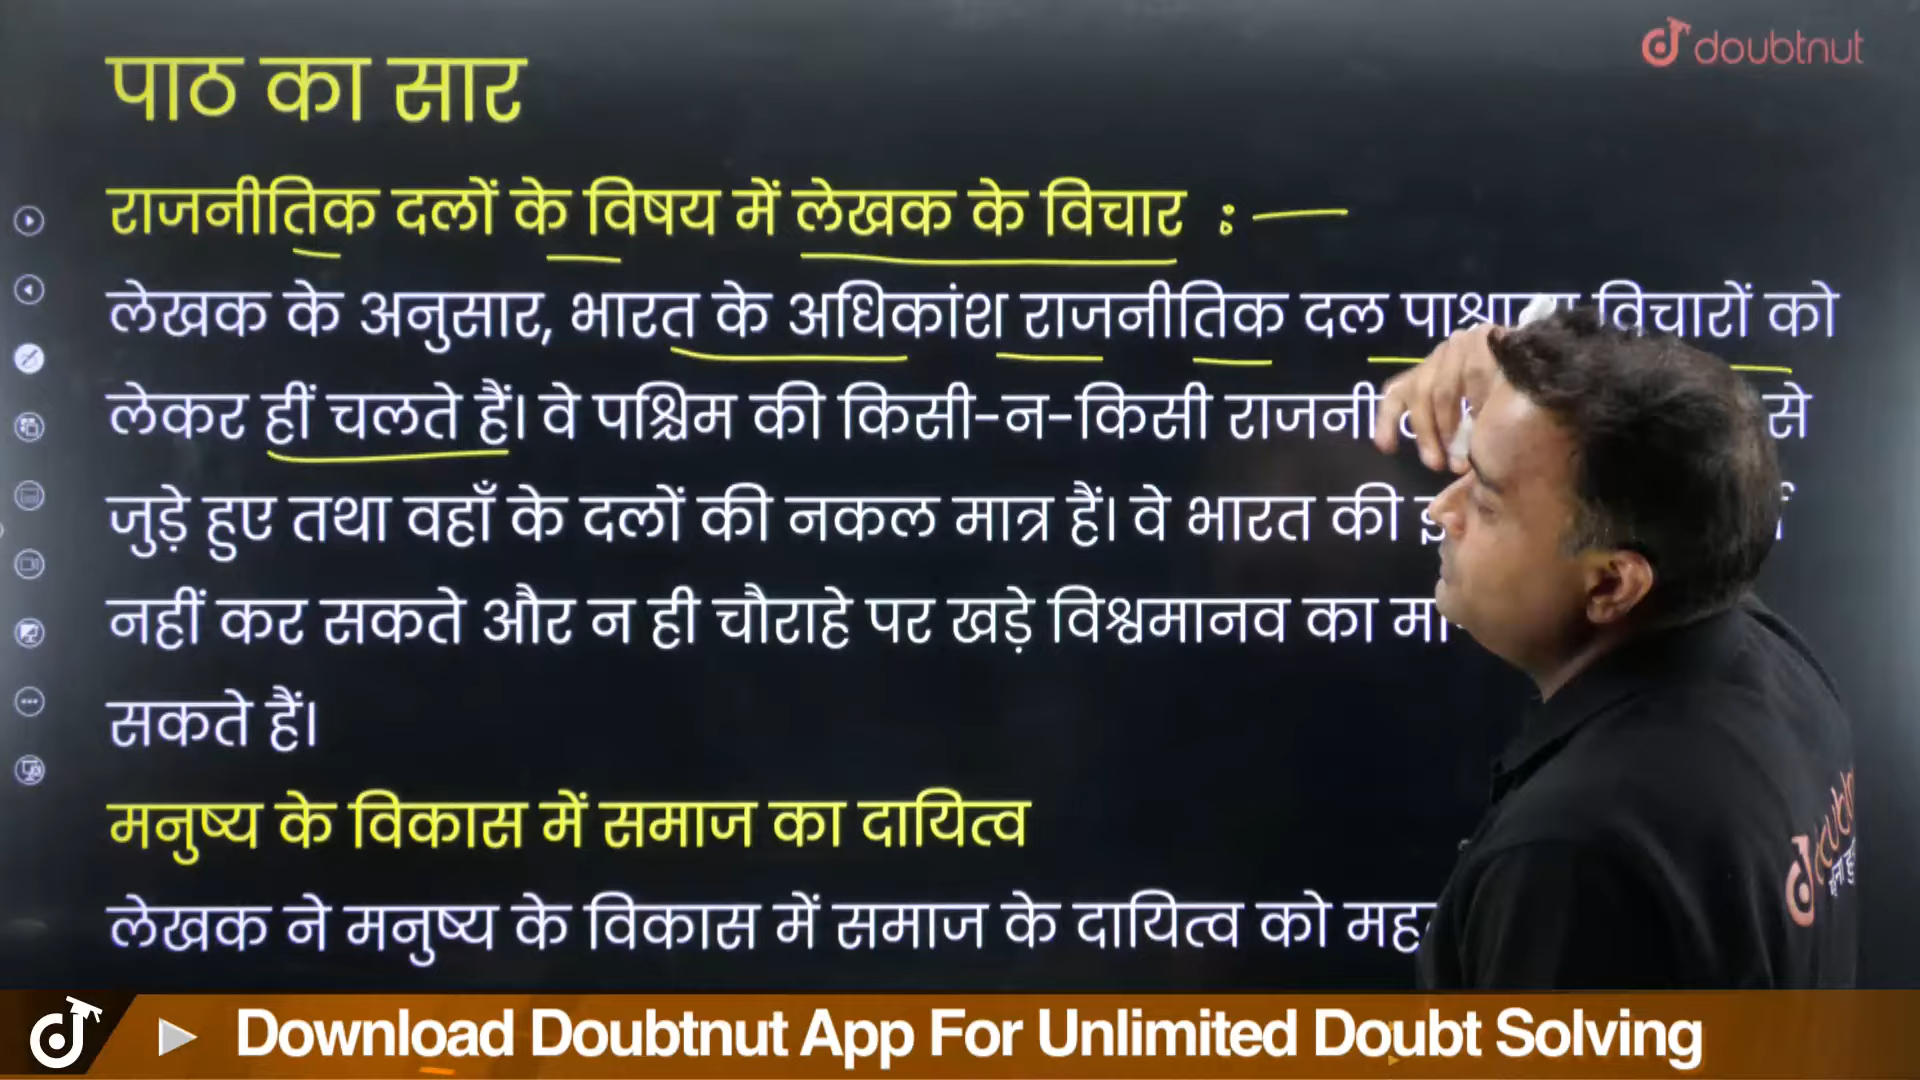 doubtnut
पाठ का सार
राजनीतिक दलों के विषय में लेखक के विचार :—
लेखक के अनुसार, भारत के अधिकांश राजनीतिक दल विचारों को
लेकर हीं चलते हैं। वे पश्चिम की किसी-न-किसी से
जुड़े हुए तथा वहाँ के दलों की नकल मात्र हैं। वे भारत की
नहीं कर सकते और न ही चौराहे पर खड़े विश्वमानव का
सकते हैं।
मनुष्य के विकास में समाज का दायित्व
लेखक ने मनुष्य के विकास में समाज के दायित्व को
Download Doubtnut App For Unlimited Doubt Solving